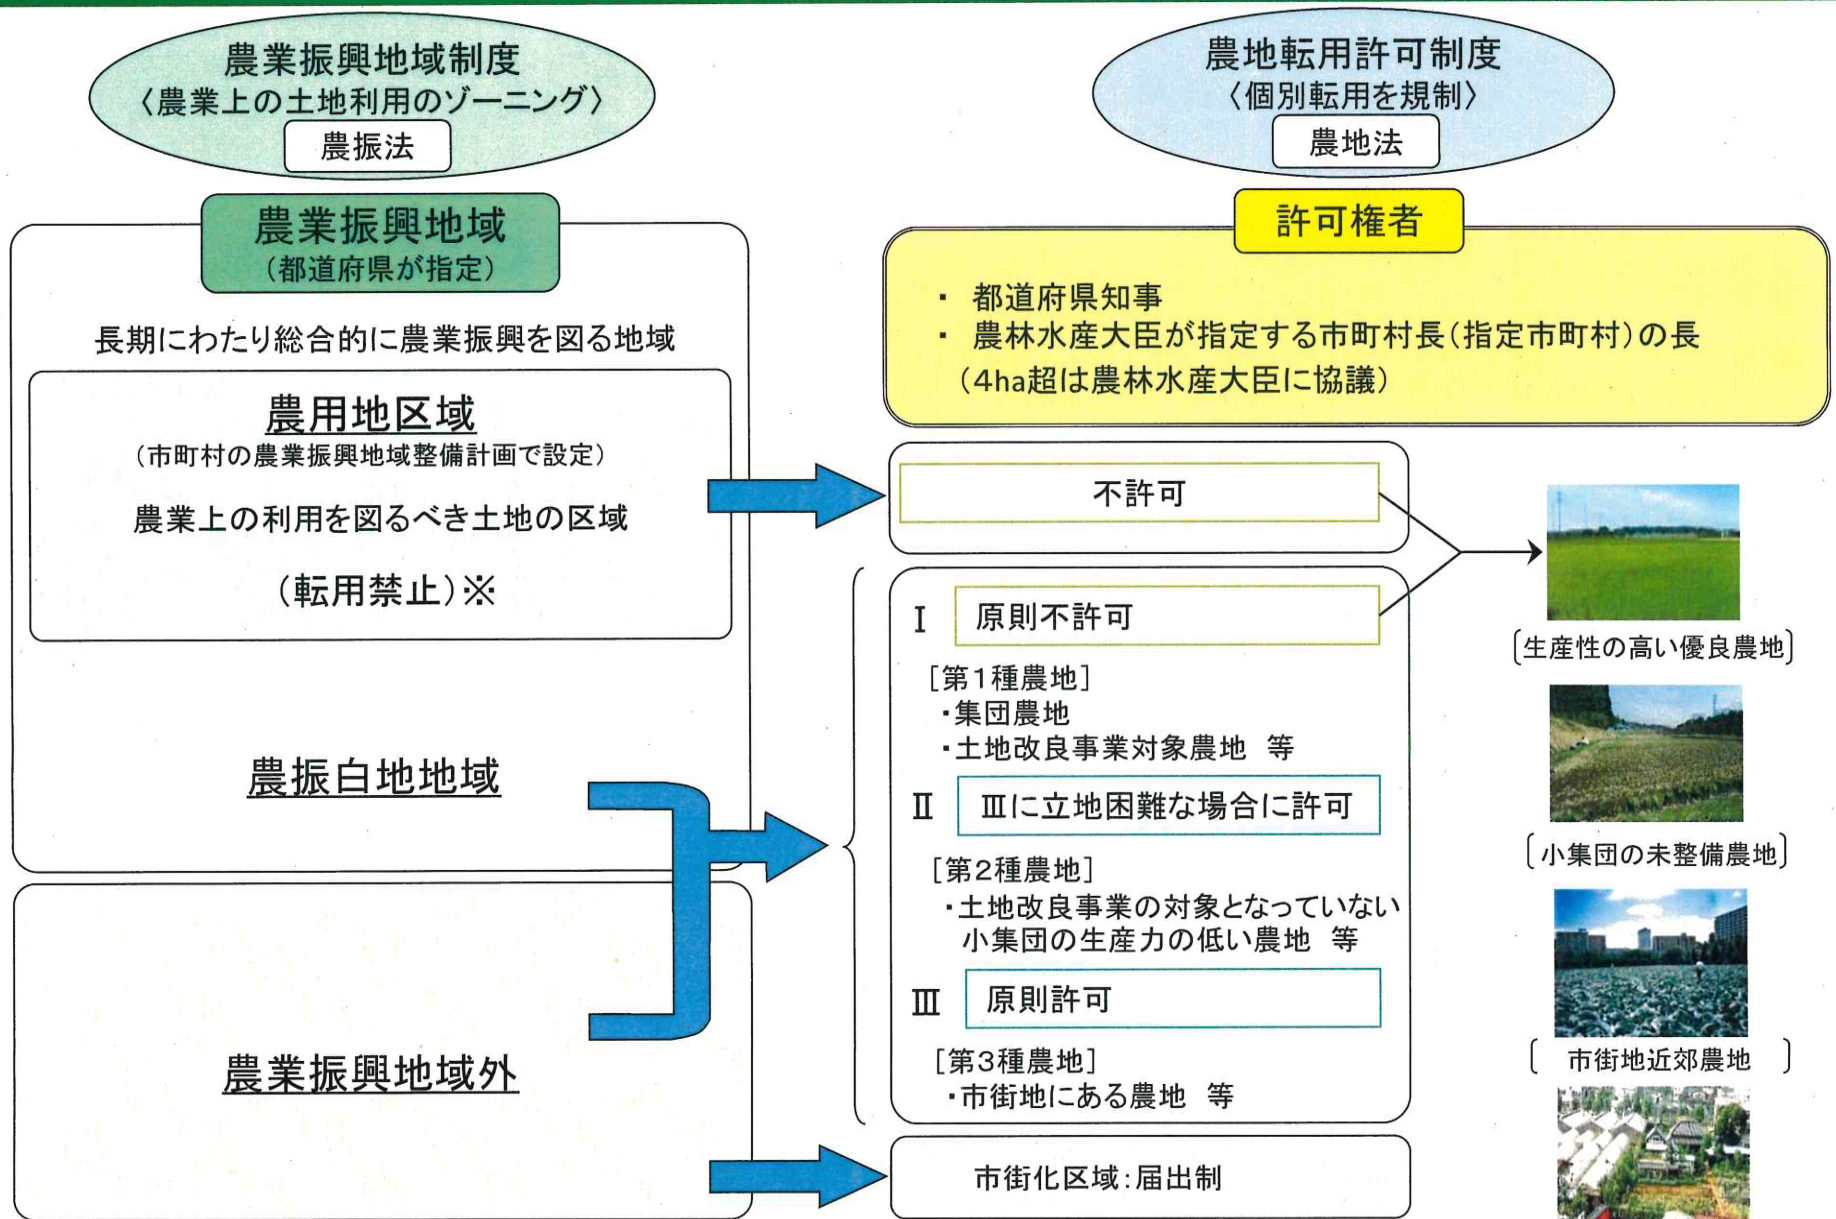 農業振興地域制度
〈農業上の土地利用のゾーニング〉
農振法
農業振興地域
(都道府県が指定)
長期にわたり総合的に農業振興を図る地域
農用地区域
(市町村の農業振興地域整備計画で設定)
農業上の利用を図るべき土地の区域
(転用禁止)※
農振白地地域
農業振興地域外
農地転用許可制度
〈個別転用を規制〉
農地法
許可権者
・ 都道府県知事
・ 農林水産大臣が指定する市町村長(指定市町村)の長
(4ha超は農林水産大臣に協議)
不許可
Ⅰ 原則不許可
[第1種農地]
・集団農地
・土地改良事業対象農地 等
Ⅱ Ⅲに立地困難な場合に許可
[第2種農地]
・土地改良事業の対象となっていない
小集団の生産力の低い農地 等
Ⅲ 原則許可
[第3種農地]
・市街地にある農地 等
市街化区域:届出制
〔生産性の高い優良農地〕
〔小集団の未整備農地〕
〔 市街地近郊農地 〕